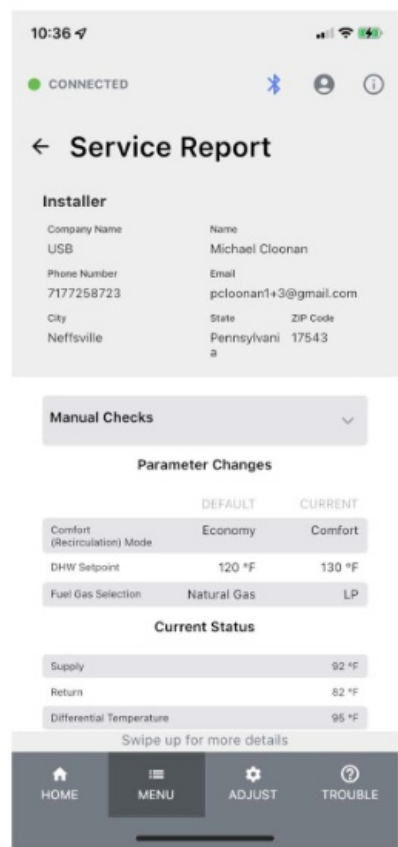 10:36
CONNECTED
Service Report
Installer
Company Name Name
USB Michael Cloonan
Phone Number Email
7177258723 pcloonan1+3@gmail.com
City State ZIP Code
Neffsville Pennsylvani 17543
a
Manual Checks
Parameter Changes
DEFAULT CURRENT
Comfort Economy Comfort
(Recirculation) Mode
DHW Setpoint 120 °F 130 °F
Fuel Gas Selection Natural Gas LP
Current Status
Supply 92 °F
Return 82 °F
Differential Temperature 95 °F
Swipe up for more details
HOME MENU ADJUST TROUBLE